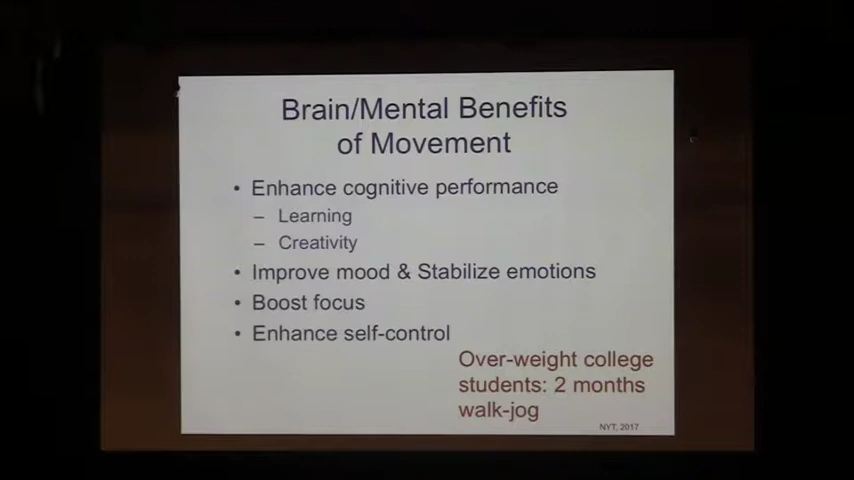 Brain/Mental Benefits
of Movement
• Enhance cognitive performance
– Learning
– Creativity
• Improve mood & Stabilize emotions
• Boost focus
• Enhance self-control
Over-weight college
students: 2 months
walk-jog
NYT, 2017